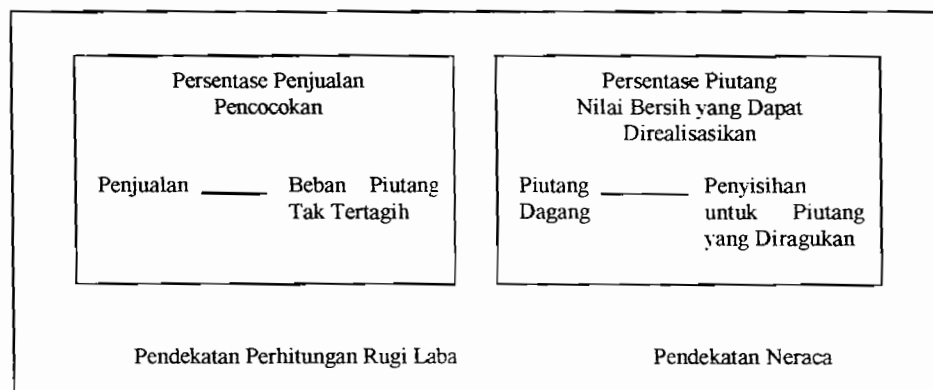 Persentase Penjualan
Pencocokan
Penjualan
Beban Piutang
Tak Tertagih
Persentase Piutang
Nilai Bersih yang Dapat
Direalisasikan
Piutang
Dagang
Penyisihan
untuk Piutang
yang Diragukan
Pendekatan Perhitungan Rugi Laba
Pendekatan Neraca